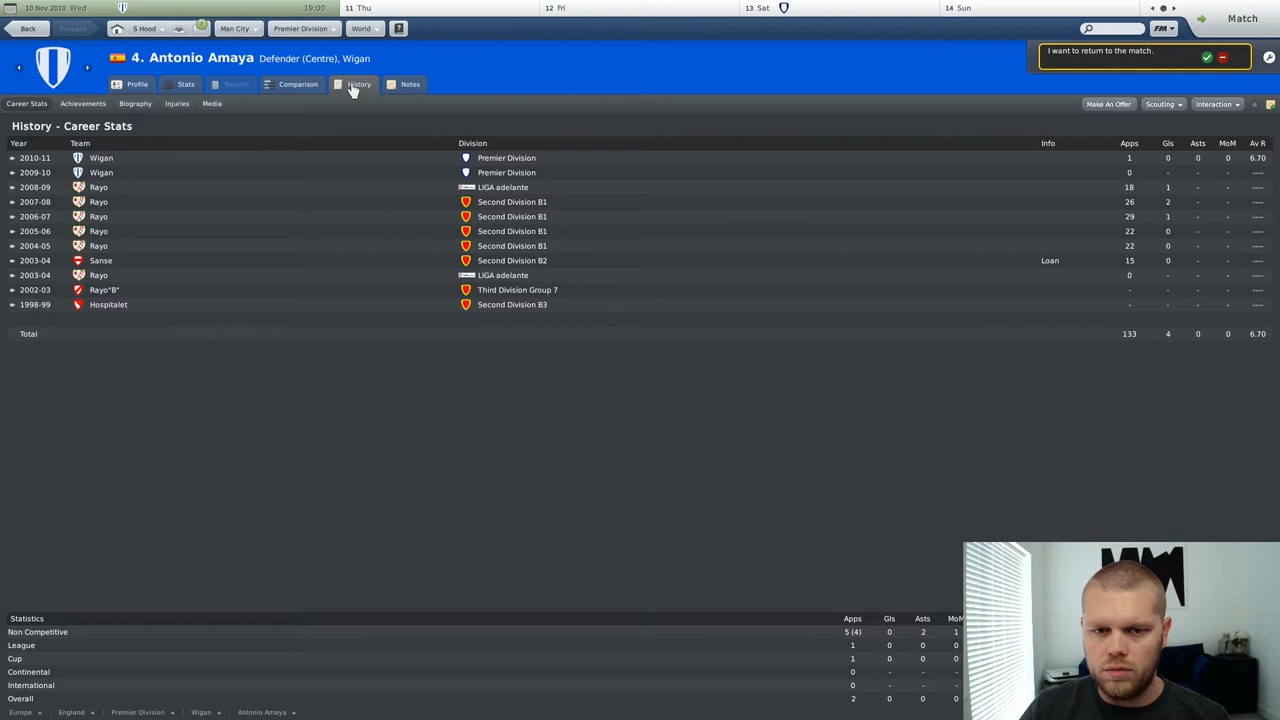 10 Nov 2010 Wed 19:00 11 Thu 12 Fri 13 Sat 14 Sun
Back Forward S Hood Man City Premier Division World FM Match
4. Antonio Amaya Defender (Centre), Wigan
I want to return to the match.
Profile Stats Reports Comparison History Notes
Career Stats Achievements Biography Injuries Media Make An Offer Scouting Interaction
History - Career Stats
Year Team Division Info Apps Gls Asts MoM Av R
2010-11 Wigan Premier Division 1 0 0 0 6.70
2009-10 Wigan Premier Division 0 - - - ----
2008-09 Rayo LIGA adelante 18 1 - - ----
2007-08 Rayo Second Division B1 26 2 - - ----
2006-07 Rayo Second Division B1 29 1 - - ----
2005-06 Rayo Second Division B1 22 0 - - ----
2004-05 Rayo Second Division B1 22 0 - - ----
2003-04 Sanse Second Division B2 Loan 15 0 - - ----
2003-04 Rayo LIGA adelante 0 - - - ----
2002-03 Rayo"B" Third Division Group 7 - - - - ----
1998-99 Hospitalet Second Division B3 - - - - ----
Total 133 4 0 0 6.70
Statistics Apps Gls Asts MoM
Non Competitive 5 (4) 0 2 1
League 1 0 0 0
Cup 1 0 0 0
Continental 0 - - -
International 0 - - -
Overall 2 0 0 0
Europe England Premier Division Wigan Antonio Amaya